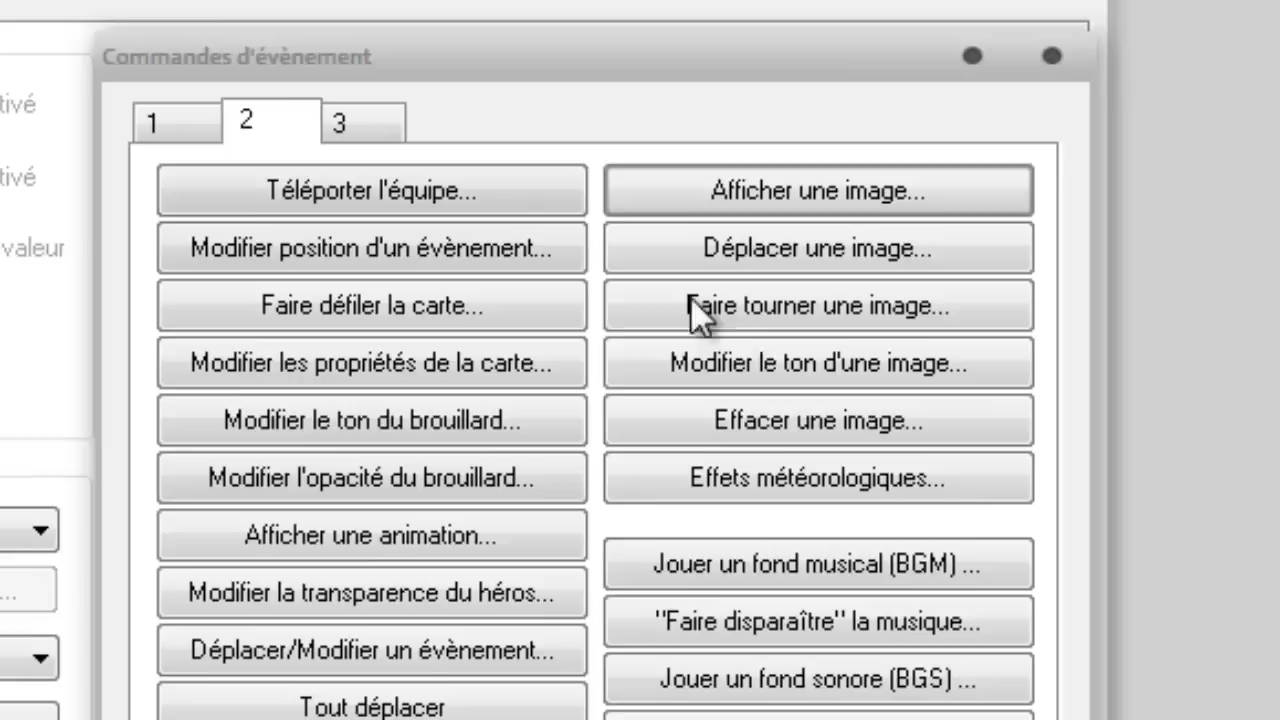 Commandes d'évènement
tivé
tivé
valeur
...
1
2
3
Téléporter l'équipe...
Modifier position d'un évènement...
Faire défiler la carte...
Modifier les propriétés de la carte...
Modifier le ton du brouillard...
Modifier l'opacité du brouillard...
Afficher une animation...
Modifier la transparence du héros...
Déplacer/Modifier un évènement...
Tout déplacer
Afficher une image...
Déplacer une image...
Faire tourner une image...
Modifier le ton d'une image...
Effacer une image...
Effets météorologiques...
Jouer un fond musical (BGM) ...
"Faire disparaître" la musique...
Jouer un fond sonore (BGS) ...